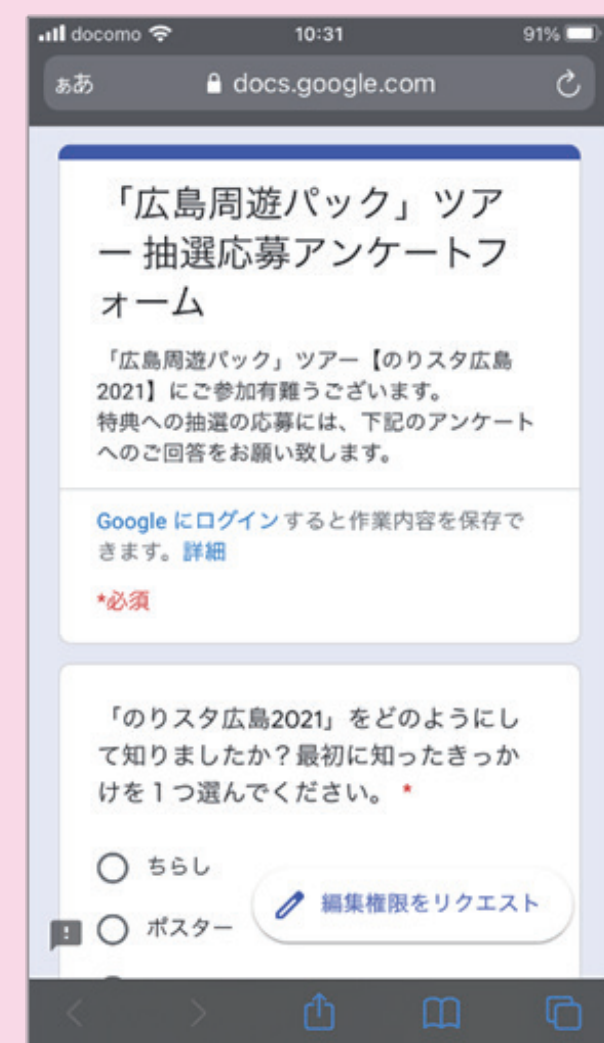 docomo 10:31 91%
ぁあ docs.google.com
「広島周遊パック」ツア
ー 抽選応募アンケートフ
ォーム
「広島周遊パック」ツアー【のりスタ広島
2021】にご参加有難うございます。
特典への抽選の応募には、下記のアンケート
へのご回答をお願い致します。
Google にログインすると作業内容を保存で
きます。詳細
*必須
「のりスタ広島2021」をどのようにし
て知りましたか？最初に知ったきっか
けを１つ選んでください。 *
ちらし
編集権限をリクエスト
ポスター